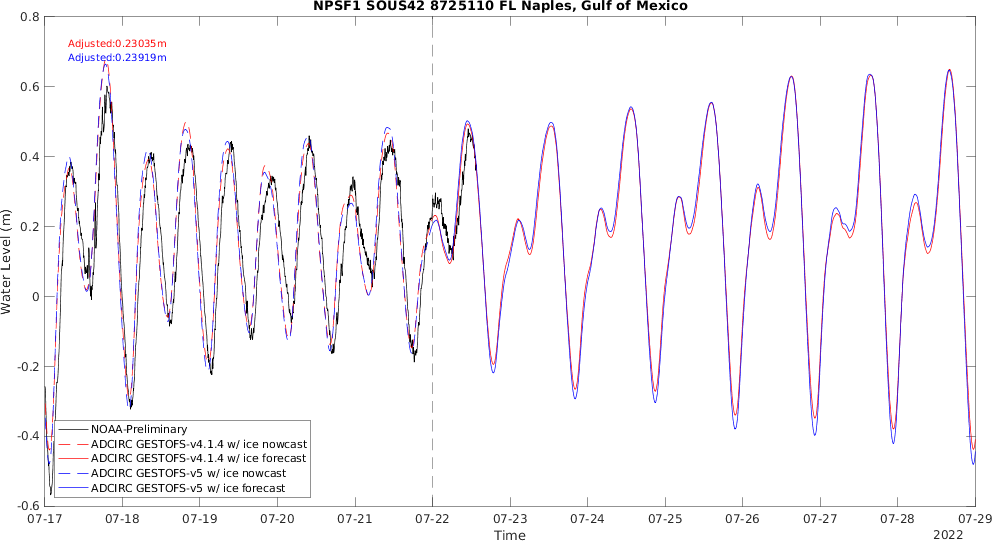 NPSF1 SOUS42 8725110 FL Naples, Gulf of Mexico
Adjusted:0.23035m
Adjusted:0.23919m
0.8
0.6
0.4
0.2
0
-0.2
-0.4
-0.6
Water Level (m)
NOAA-Preliminary
ADCIRC GESTOFS-v4.1.4 w/ ice nowcast
ADCIRC GESTOFS-v4.1.4 w/ ice forecast
ADCIRC GESTOFS-v5 w/ ice nowcast
ADCIRC GESTOFS-v5 w/ ice forecast
07-17 07-18 07-19 07-20 07-21 07-22 07-23 07-24 07-25 07-26 07-27 07-28 07-29
Time
2022